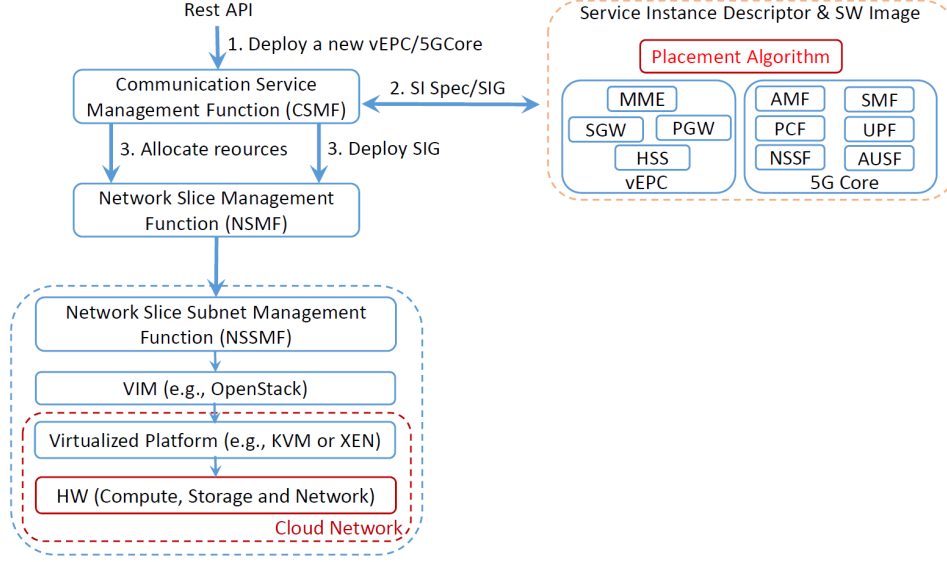 Rest API
1. Deploy a new vEPC/5GCore
Communication Service
Management Function (CSMF)
2. SI Spec/SIG
3. Allocate reources
3. Deploy SIG
Network Slice Management
Function (NSMF)
Network Slice Subnet Management
Function (NSSMF)
VIM (e.g., OpenStack)
Virtualized Platform (e.g., KVM or XEN)
HW (Compute, Storage and Network)
Cloud Network
Service Instance Descriptor & SW Image
Placement Algorithm
MME
SGW
PGW
HSS
vEPC
AMF
SMF
PCF
UPF
NSSF
AUSF
5G Core